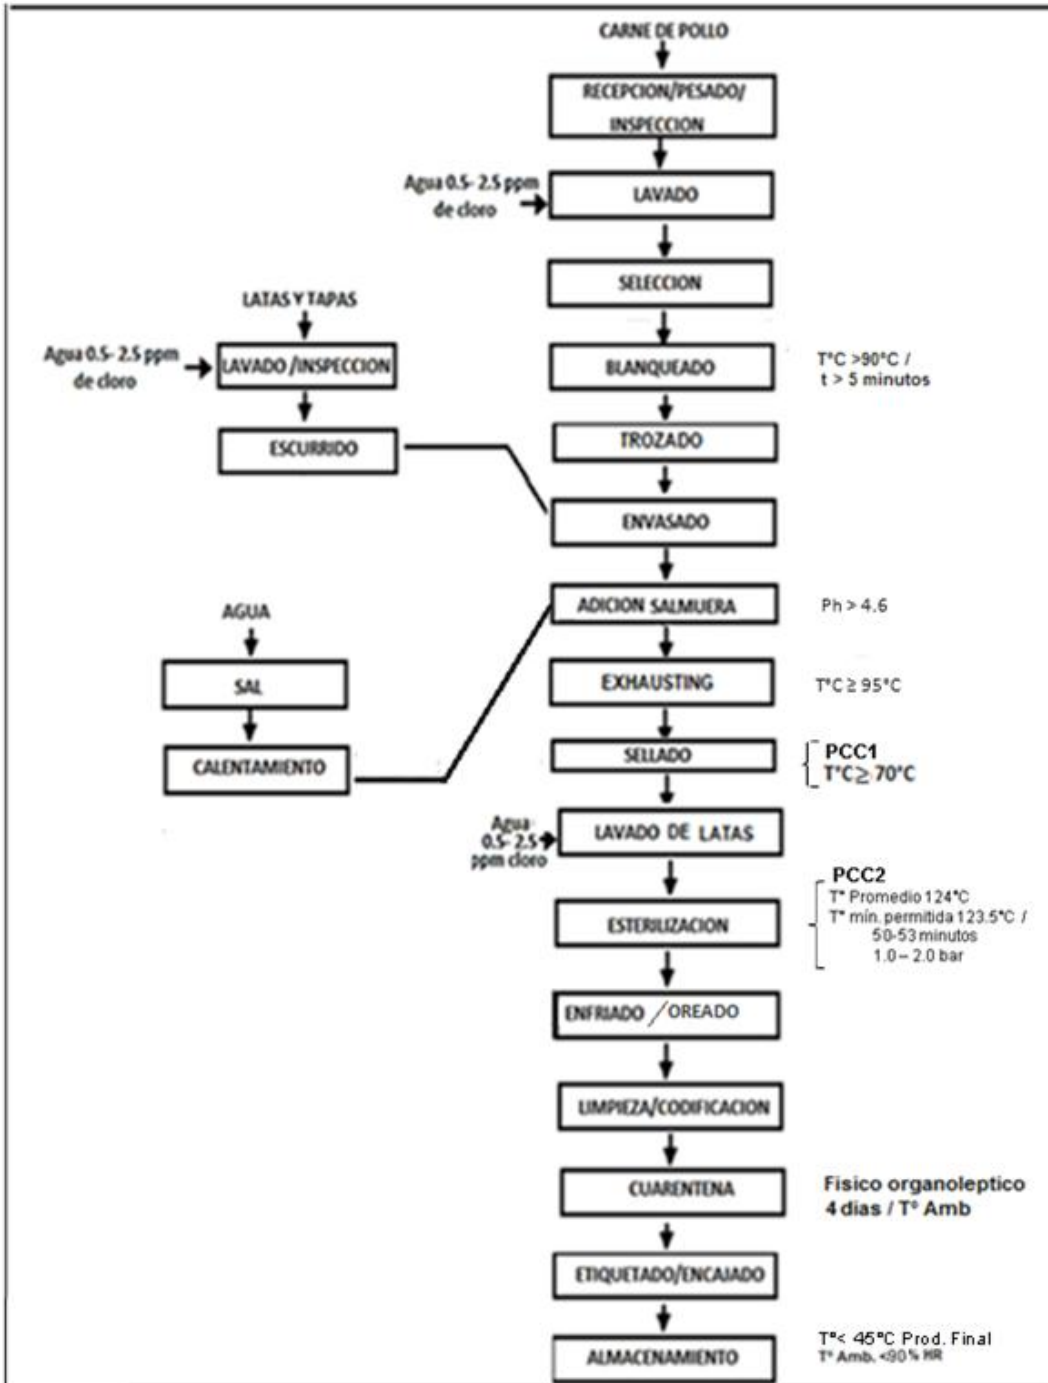 CARNE DE POLLO
RECEPCION/PESADO/
INSPECCION
Agua 0.5- 2.5 ppm
de cloro
LAVADO
SELECCION
LATAS Y TAPAS
Agua 0.5- 2.5 ppm
de cloro
LAVADO/INSPECCION
BLANQUEADO
T°C >90°C /
t > 5 minutos
ESCURRIDO
TROZADO
ENVASADO
AGUA
ADICION SALMUERA
Ph > 4.6
SAL
EXHAUSTING
T°C ≥ 95°C
CALENTAMIENTO
SELLADO
PCC1
T°C ≥ 70°C
Agua
0.5- 2.5
ppm cloro
LAVADO DE LATAS
ESTERILIZACION
PCC2
T° Promedio 124°C
T° mín. permitida 123.5°C /
50-53 minutos
1.0 – 2.0 bar
ENFRIADO / OREADO
LIMPIEZA/CODIFICACION
CUARENTENA
Fisico organoleptico
4 dias / T° Amb
ETIQUETADO/ENCAJADO
ALMACENAMIENTO
T°< 45°C Prod. Final
T° Amb. <90% HR